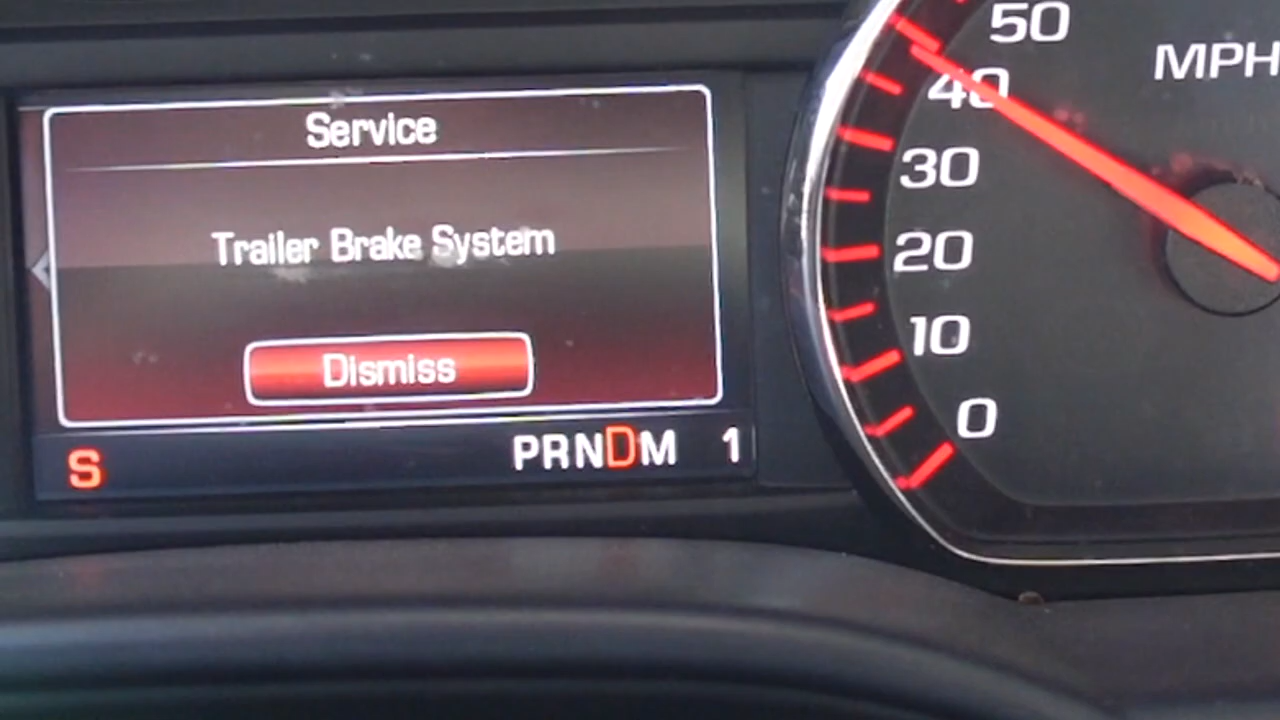 Service
Trailer Brake System
Dismiss
S
PRNDM 1
50
MPH
40
30
20
10
0